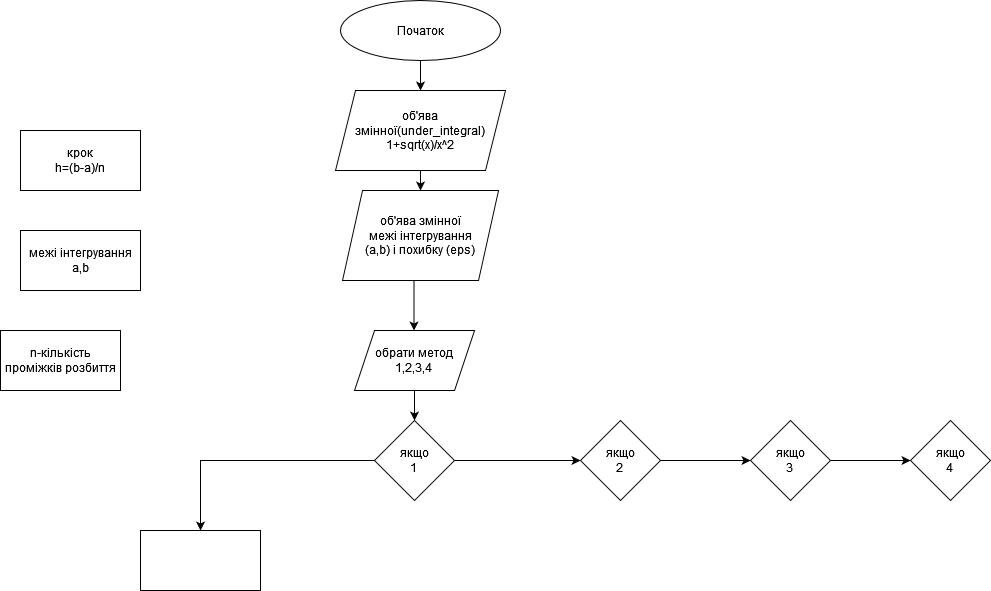 Початок
об'ява
змінної(under_integral)
1+sqrt(x)/x^2
крок
h=(b-a)/n
об'ява змінної
межі інтегрування
(a,b) і похибку (eps)
межі інтегрування
a,b
n-кількість
проміжків розбиття
обрати метод
1,2,3,4
якщо
1
якщо
2
якщо
3
якщо
4